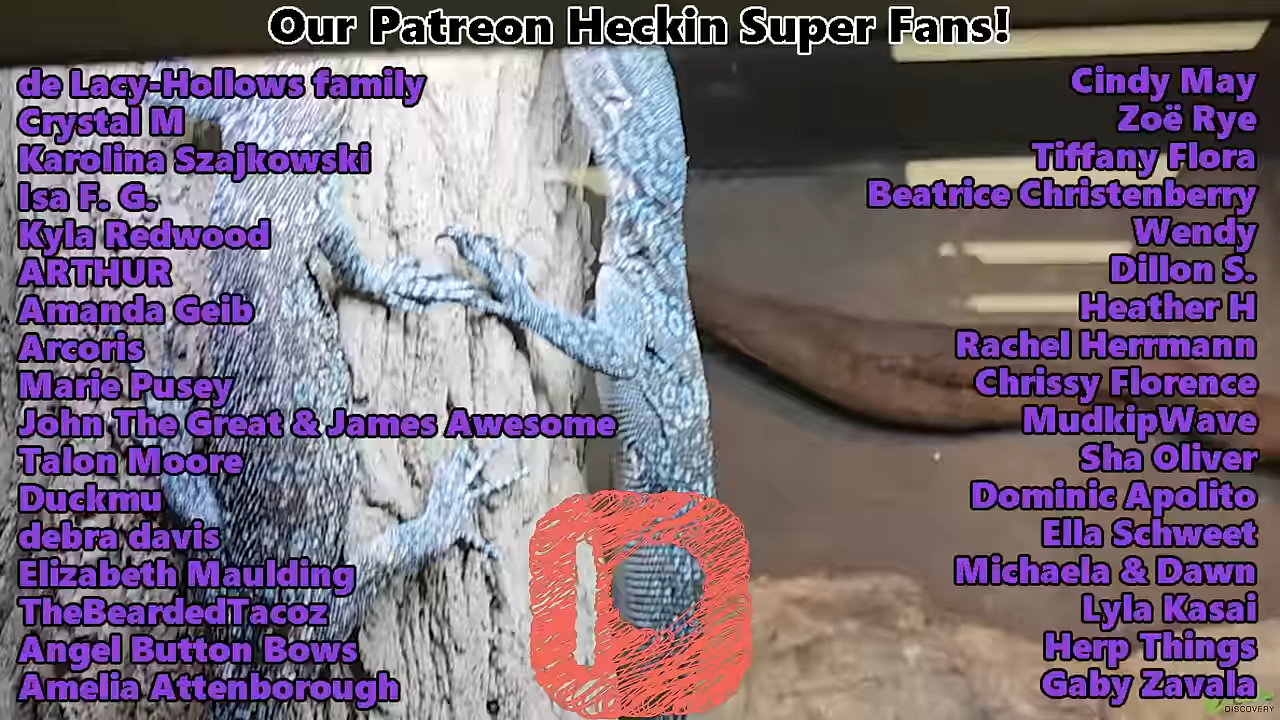 Our Patreon Heckin Super Fans!
de Lacy-Hollows family
Crystal M
Karolina Szajkowski
Isa F. G.
Kyla Redwood
ARTHUR
Amanda Geib
Arcoris
Marie Pusey
John The Great & James Awesome
Talon Moore
Duckmu
debra davis
Elizabeth Maulding
TheBeardedTacoz
Angel Button Bows
Amelia Attenborough
Cindy May
Zoë Rye
Tiffany Flora
Beatrice Christenberry
Wendy
Dillon S.
Heather H
Rachel Herrmann
Chrissy Florence
MudkipWave
Sha Oliver
Dominic Apolito
Ella Schweet
Michaela & Dawn
Lyla Kasai
Herp Things
Gaby Zavala
DISCOVERY